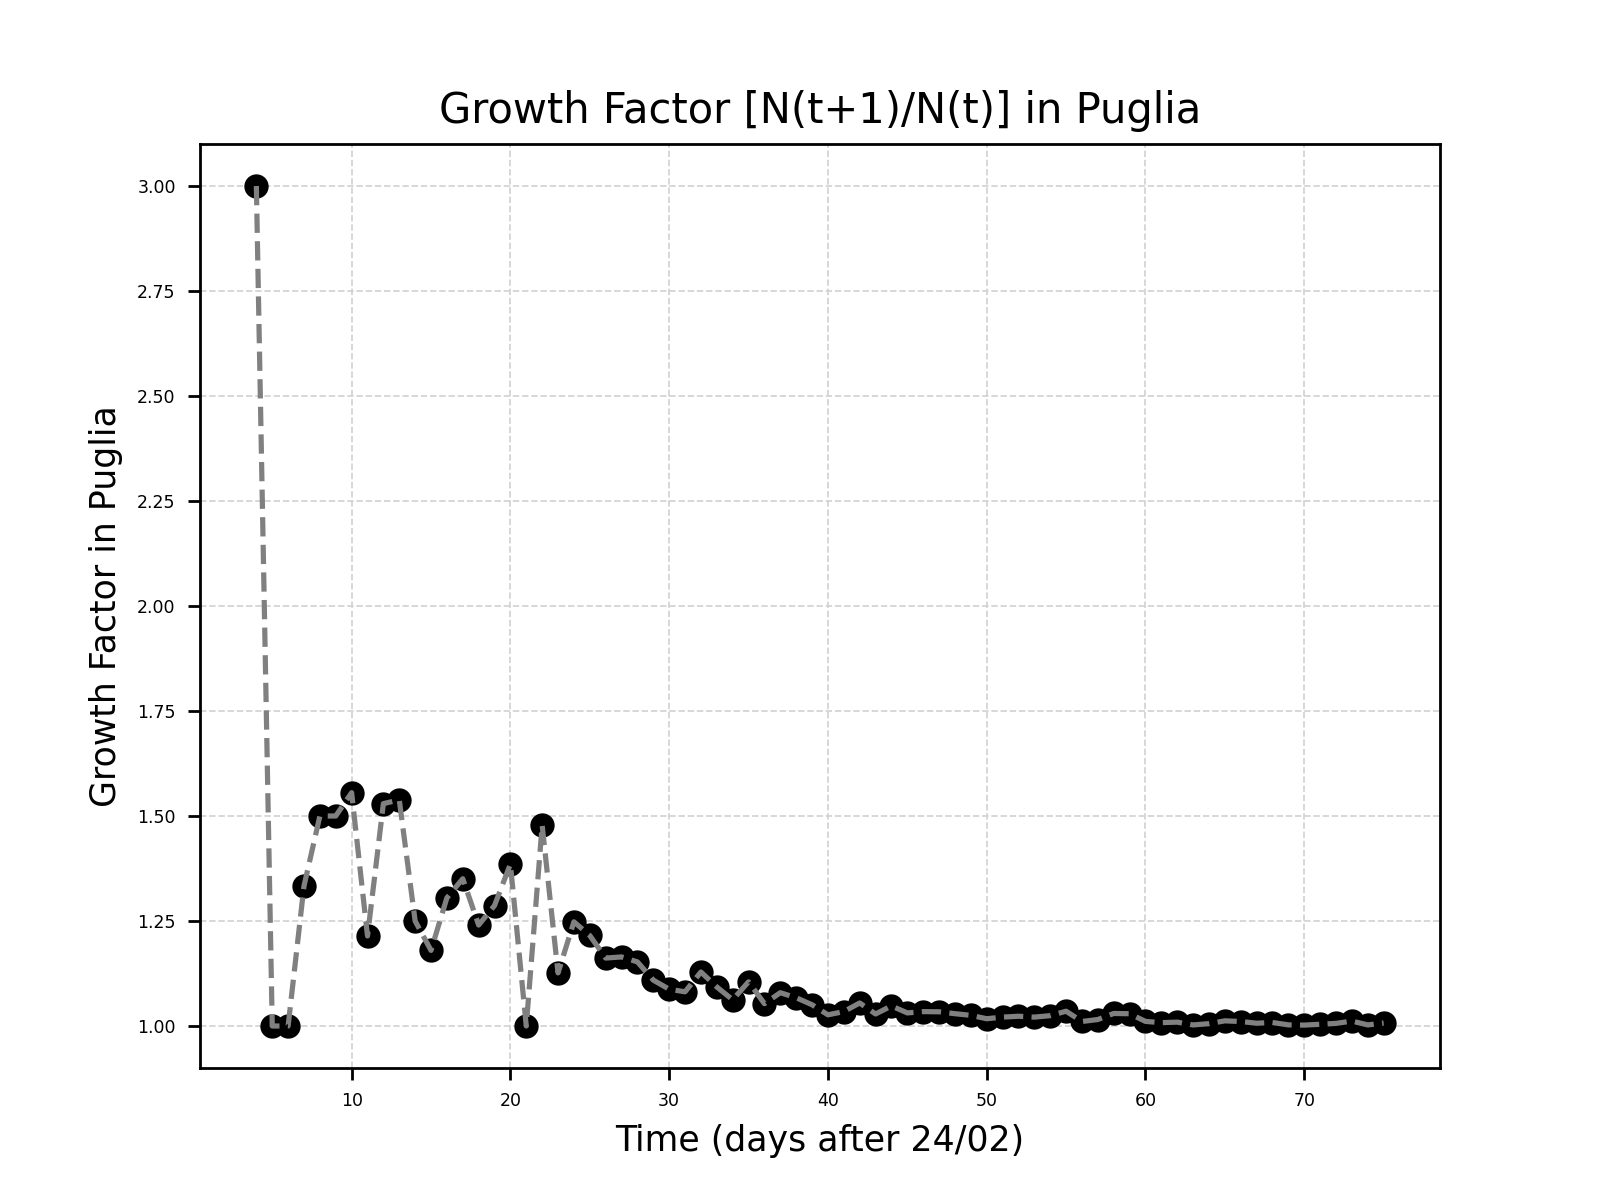 Growth Factor [N(t+1)/N(t)] in Puglia
Growth Factor in Puglia
3.00
2.75
2.50
2.25
2.00
1.75
1.50
1.25
1.00
10 20 30 40 50 60 70
Time (days after 24/02)